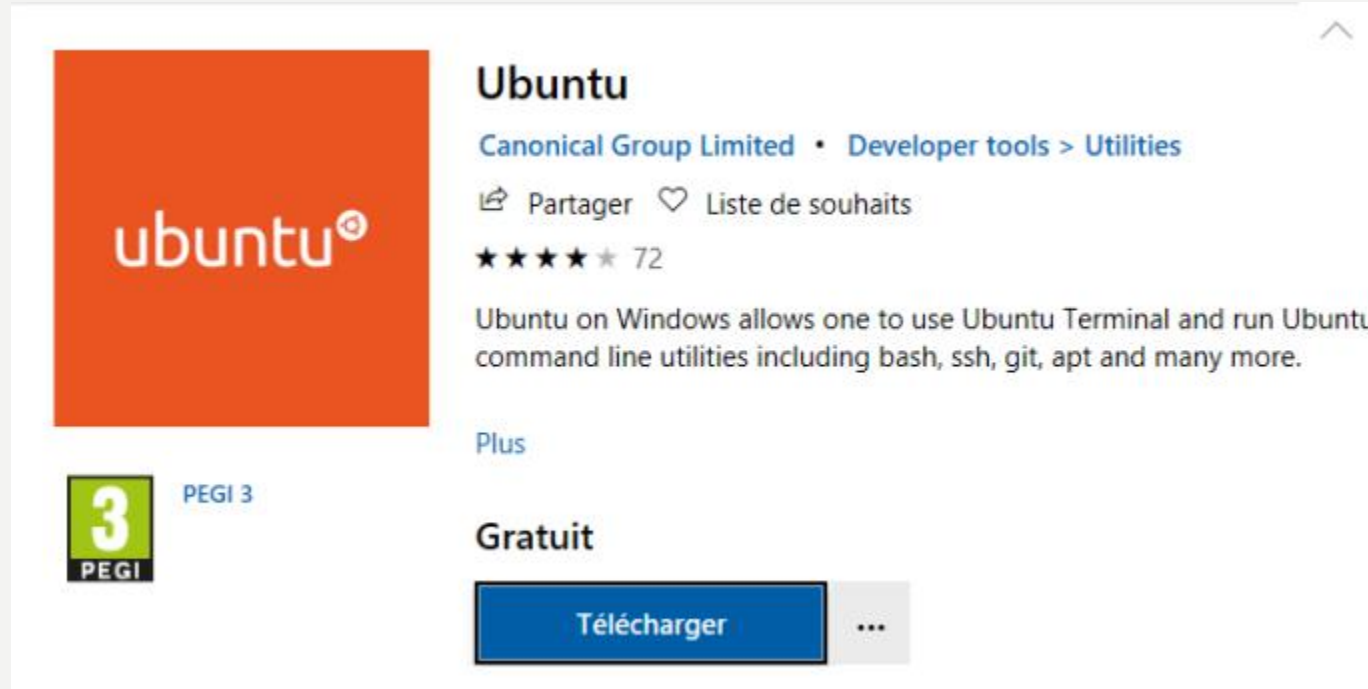 Ubuntu
Canonical Group Limited • Developer tools > Utilities
Partager Liste de souhaits
72
ubuntu
Ubuntu on Windows allows one to use Ubuntu Terminal and run Ubuntu
command line utilities including bash, ssh, git, apt and many more.
Plus
3
PEGI
PEGI 3
Gratuit
Télécharger
...